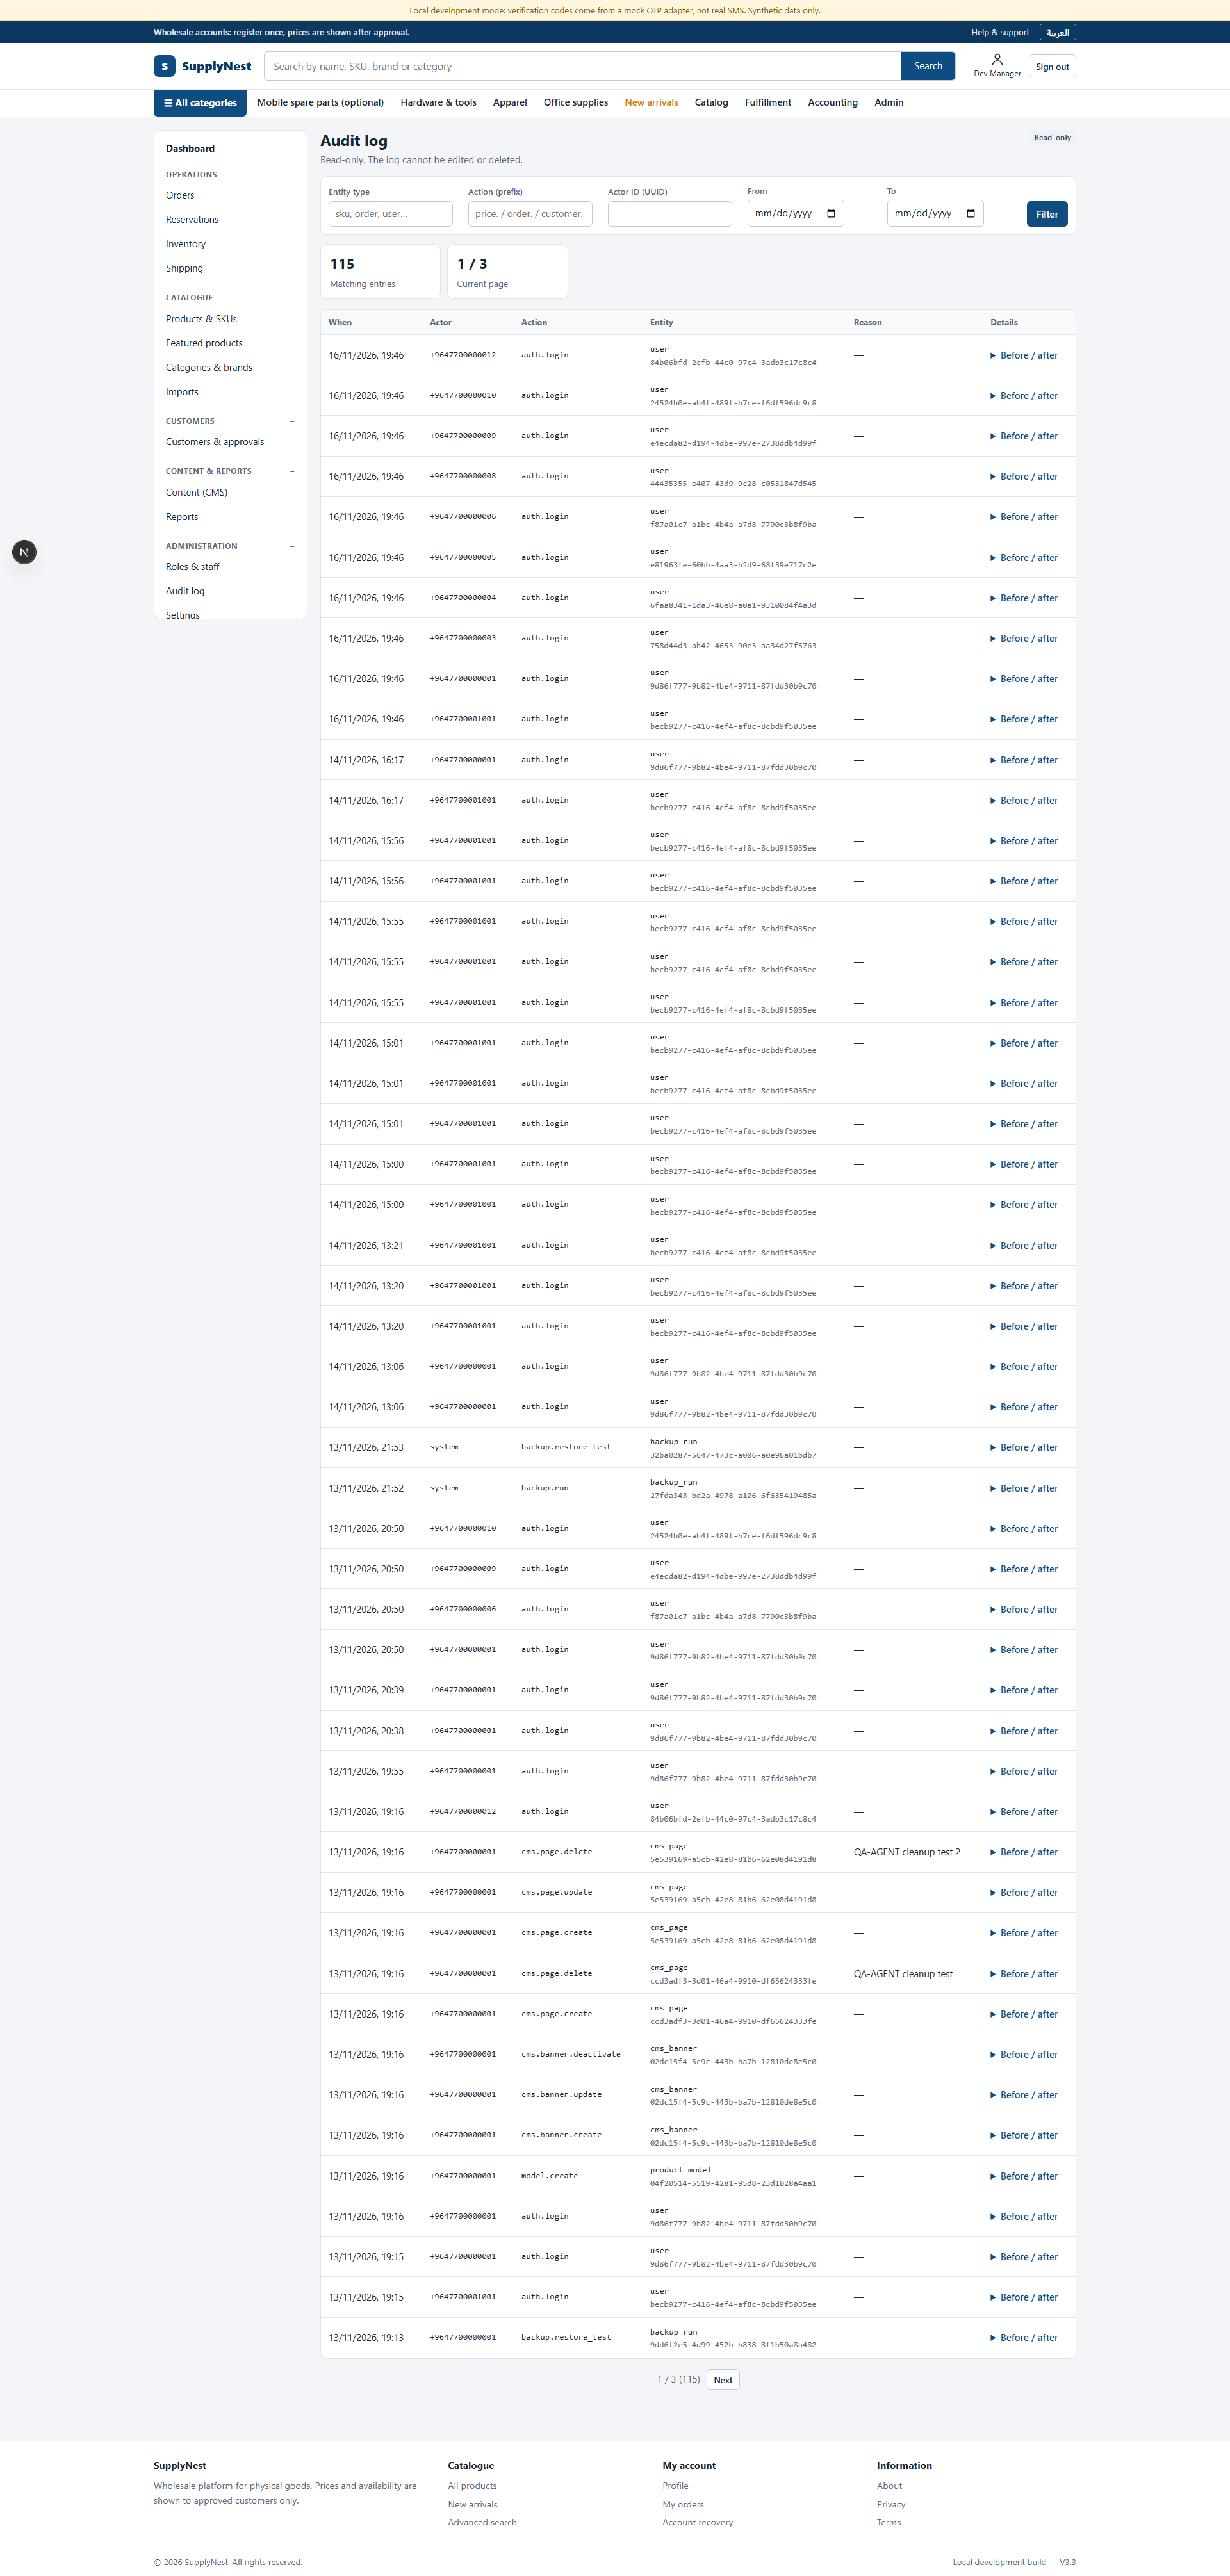 Local development mode: verification codes come from a mock OTP adapter, not real SMS. Synthetic data only.
Wholesale accounts: register once, prices are shown after approval.
Help & support العربية
S SupplyNest Search by name, SKU, brand or category Search Dev Manager Sign out
☰ All categories Mobile spare parts (optional) Hardware & tools Apparel Office supplies New arrivals Catalog Fulfillment Accounting Admin
Dashboard
OPERATIONS –
Orders
Reservations
Inventory
Shipping
CATALOGUE –
Products & SKUs
Featured products
Categories & brands
Imports
CUSTOMERS –
Customers & approvals
CONTENT & REPORTS –
Content (CMS)
Reports
ADMINISTRATION –
Roles & staff
Audit log
Settings
N
Audit log
Read-only
Read-only. The log cannot be edited or deleted.
Entity type Action (prefix) Actor ID (UUID) From To
sku, order, user... price. / order. / customer. mm/dd/yyyy mm/dd/yyyy Filter
115 1 / 3
Matching entries Current page
When Actor Action Entity Reason Details
16/11/2026, 19:46 +9647700000012 auth.login user 84b06bfd-2efb-44c0-97c4-3adb3c17c8c4 — ▶ Before / after
16/11/2026, 19:46 +9647700000010 auth.login user 24524b0e-ab4f-489f-b7ce-f6df596dc9c8 — ▶ Before / after
16/11/2026, 19:46 +9647700000009 auth.login user e4ecda82-d194-4dbe-997e-2738ddb4d99f — ▶ Before / after
16/11/2026, 19:46 +9647700000008 auth.login user 44435355-e407-43d9-9c28-c0531847d545 — ▶ Before / after
16/11/2026, 19:46 +9647700000006 auth.login user f87a01c7-a1bc-4b4a-a7d8-7790c3b8f9ba — ▶ Before / after
16/11/2026, 19:46 +9647700000005 auth.login user e81963fe-60bb-4aa3-b2d9-68f39e717c2e — ▶ Before / after
16/11/2026, 19:46 +9647700000004 auth.login user 6faa8341-1da3-46e8-a0a1-9310084f4a3d — ▶ Before / after
16/11/2026, 19:46 +9647700000003 auth.login user 758d44d3-ab42-4653-90e3-aa34d27f5763 — ▶ Before / after
16/11/2026, 19:46 +9647700000001 auth.login user 9d86f777-9b82-4be4-9711-87fdd30b9c70 — ▶ Before / after
16/11/2026, 19:46 +9647700001001 auth.login user becb9277-c416-4ef4-af8c-8cbd9f5035ee — ▶ Before / after
14/11/2026, 16:17 +9647700000001 auth.login user 9d86f777-9b82-4be4-9711-87fdd30b9c70 — ▶ Before / after
14/11/2026, 16:17 +9647700001001 auth.login user becb9277-c416-4ef4-af8c-8cbd9f5035ee — ▶ Before / after
14/11/2026, 15:56 +9647700001001 auth.login user becb9277-c416-4ef4-af8c-8cbd9f5035ee — ▶ Before / after
14/11/2026, 15:56 +9647700001001 auth.login user becb9277-c416-4ef4-af8c-8cbd9f5035ee — ▶ Before / after
14/11/2026, 15:55 +9647700001001 auth.login user becb9277-c416-4ef4-af8c-8cbd9f5035ee — ▶ Before / after
14/11/2026, 15:55 +9647700001001 auth.login user becb9277-c416-4ef4-af8c-8cbd9f5035ee — ▶ Before / after
14/11/2026, 15:55 +9647700001001 auth.login user becb9277-c416-4ef4-af8c-8cbd9f5035ee — ▶ Before / after
14/11/2026, 15:01 +9647700001001 auth.login user becb9277-c416-4ef4-af8c-8cbd9f5035ee — ▶ Before / after
14/11/2026, 15:01 +9647700001001 auth.login user becb9277-c416-4ef4-af8c-8cbd9f5035ee — ▶ Before / after
14/11/2026, 15:01 +9647700001001 auth.login user becb9277-c416-4ef4-af8c-8cbd9f5035ee — ▶ Before / after
14/11/2026, 15:00 +9647700001001 auth.login user becb9277-c416-4ef4-af8c-8cbd9f5035ee — ▶ Before / after
14/11/2026, 15:00 +9647700001001 auth.login user becb9277-c416-4ef4-af8c-8cbd9f5035ee — ▶ Before / after
14/11/2026, 13:21 +9647700001001 auth.login user becb9277-c416-4ef4-af8c-8cbd9f5035ee — ▶ Before / after
14/11/2026, 13:20 +9647700001001 auth.login user becb9277-c416-4ef4-af8c-8cbd9f5035ee — ▶ Before / after
14/11/2026, 13:20 +9647700001001 auth.login user becb9277-c416-4ef4-af8c-8cbd9f5035ee — ▶ Before / after
14/11/2026, 13:06 +9647700000001 auth.login user 9d86f777-9b82-4be4-9711-87fdd30b9c70 — ▶ Before / after
14/11/2026, 13:06 +9647700000001 auth.login user 9d86f777-9b82-4be4-9711-87fdd30b9c70 — ▶ Before / after
13/11/2026, 21:53 system backup.restore_test backup_run 32ba0287-5647-473c-a006-a0e96a01bdb7 — ▶ Before / after
13/11/2026, 21:52 system backup.run backup_run 27fda343-bd2a-4978-a106-6f635419485a — ▶ Before / after
13/11/2026, 20:50 +9647700000010 auth.login user 24524b0e-ab4f-489f-b7ce-f6df596dc9c8 — ▶ Before / after
13/11/2026, 20:50 +9647700000009 auth.login user e4ecda82-d194-4dbe-997e-2738ddb4d99f — ▶ Before / after
13/11/2026, 20:50 +9647700000006 auth.login user f87a01c7-a1bc-4b4a-a7d8-7790c3b8f9ba — ▶ Before / after
13/11/2026, 20:50 +9647700000001 auth.login user 9d86f777-9b82-4be4-9711-87fdd30b9c70 — ▶ Before / after
13/11/2026, 20:39 +9647700000001 auth.login user 9d86f777-9b82-4be4-9711-87fdd30b9c70 — ▶ Before / after
13/11/2026, 20:38 +9647700000001 auth.login user 9d86f777-9b82-4be4-9711-87fdd30b9c70 — ▶ Before / after
13/11/2026, 19:55 +9647700000001 auth.login user 9d86f777-9b82-4be4-9711-87fdd30b9c70 — ▶ Before / after
13/11/2026, 19:16 +9647700000012 auth.login user 84b06bfd-2efb-44c0-97c4-3adb3c17c8c4 — ▶ Before / after
13/11/2026, 19:16 +9647700000001 cms.page.delete cms_page 5e539169-a5cb-42e8-81b6-62e08d4191d8 QA-AGENT cleanup test 2 ▶ Before / after
13/11/2026, 19:16 +9647700000001 cms.page.update cms_page 5e539169-a5cb-42e8-81b6-62e08d4191d8 — ▶ Before / after
13/11/2026, 19:16 +9647700000001 cms.page.create cms_page 5e539169-a5cb-42e8-81b6-62e08d4191d8 — ▶ Before / after
13/11/2026, 19:16 +9647700000001 cms.page.delete cms_page ccd3adf3-3d01-46a4-9910-df65624333fe QA-AGENT cleanup test ▶ Before / after
13/11/2026, 19:16 +9647700000001 cms.page.create cms_page ccd3adf3-3d01-46a4-9910-df65624333fe — ▶ Before / after
13/11/2026, 19:16 +9647700000001 cms.banner.deactivate cms_banner 02dc15f4-5c9c-443b-ba7b-12810de8e5c0 — ▶ Before / after
13/11/2026, 19:16 +9647700000001 cms.banner.update cms_banner 02dc15f4-5c9c-443b-ba7b-12810de8e5c0 — ▶ Before / after
13/11/2026, 19:16 +9647700000001 cms.banner.create cms_banner 02dc15f4-5c9c-443b-ba7b-12810de8e5c0 — ▶ Before / after
13/11/2026, 19:16 +9647700000001 model.create product_model 04f20514-5519-4281-95d8-23d1028a4aa1 — ▶ Before / after
13/11/2026, 19:16 +9647700000001 auth.login user 9d86f777-9b82-4be4-9711-87fdd30b9c70 — ▶ Before / after
13/11/2026, 19:15 +9647700000001 auth.login user 9d86f777-9b82-4be4-9711-87fdd30b9c70 — ▶ Before / after
13/11/2026, 19:15 +9647700001001 auth.login user becb9277-c416-4ef4-af8c-8cbd9f5035ee — ▶ Before / after
13/11/2026, 19:13 +9647700000001 backup.restore_test backup_run 9dd6f2e5-4d99-452b-b838-8f1b50a8a482 — ▶ Before / after
1 / 3 (115) Next
SupplyNest
Wholesale platform for physical goods. Prices and availability are
shown to approved customers only.
Catalogue
All products
New arrivals
Advanced search
My account
Profile
My orders
Account recovery
Information
About
Privacy
Terms
© 2026 SupplyNest. All rights reserved.
Local development build — V3.3